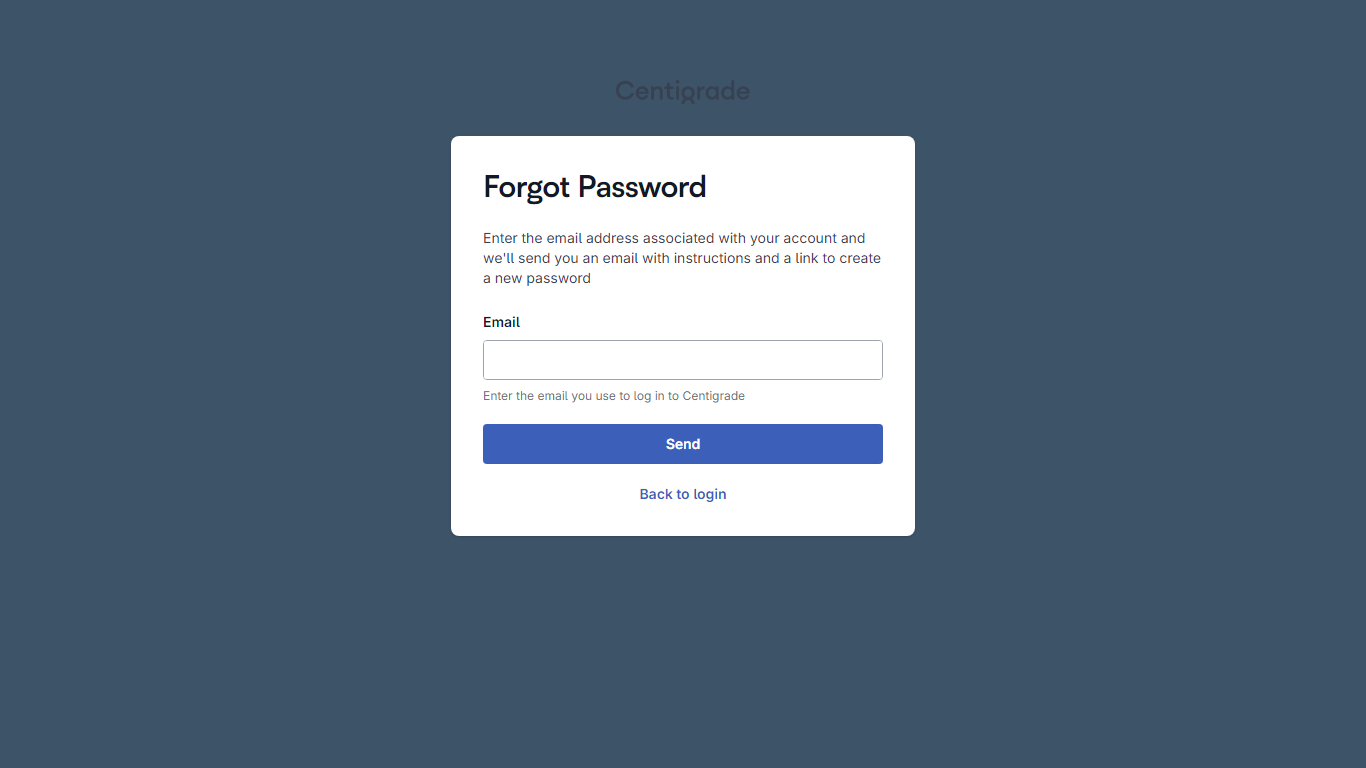 Centigrade
Forgot Password
Enter the email address associated with your account and
we'll send you an email with instructions and a link to create
a new password
Email
Enter the email you use to log in to Centigrade
Send
Back to login